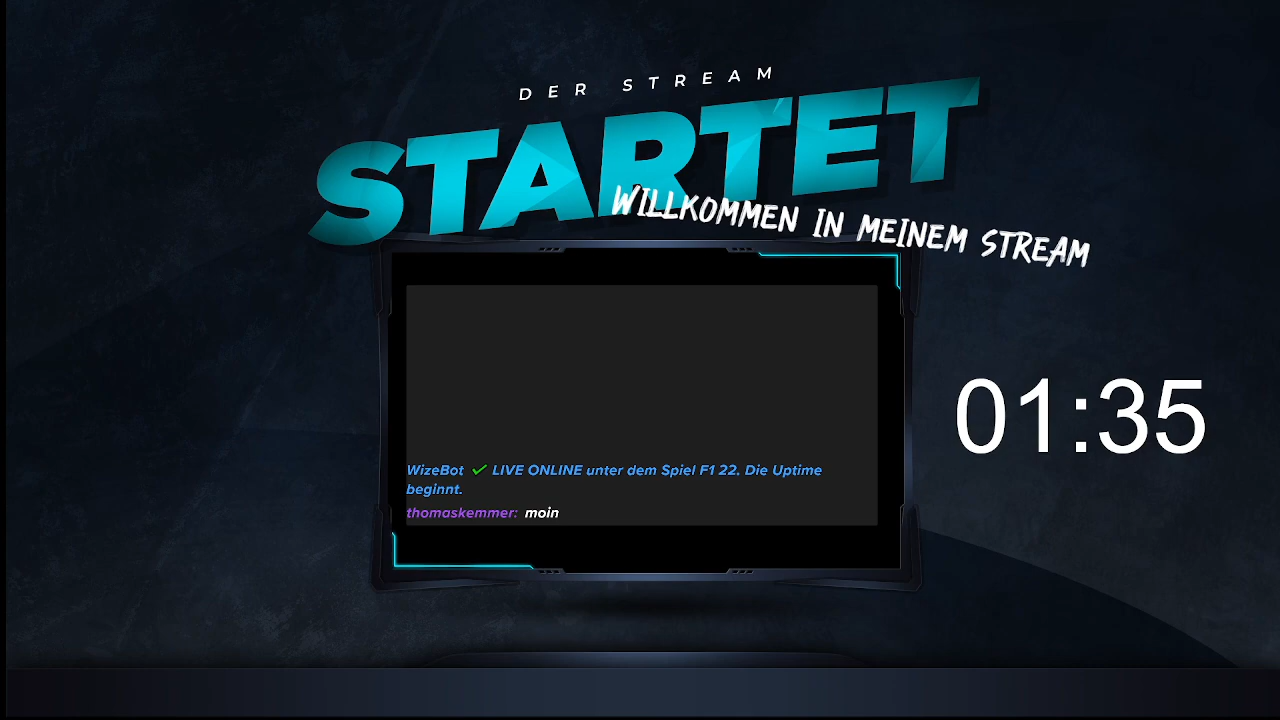 DER STREAM
STARTET
WILLKOMMEN IN MEINEM STREAM
01:35
WizeBot ✓ LIVE ONLINE unter dem Spiel F1 22. Die Uptime
beginnt.
thomaskemmer: moin